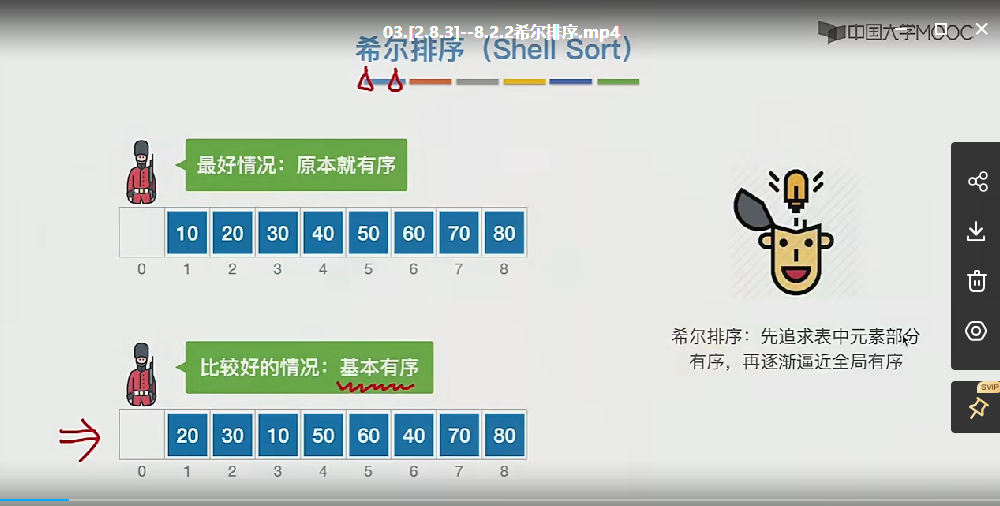 03.[2.8.3]--8.2.2希尔排序.mp4
中国大学MOOC
希尔排序（Shell Sort）
最好情况：原本就有序
10 20 30 40 50 60 70 80
0 1 2 3 4 5 6 7 8
希尔排序：先追求表中元素部分
有序，再逐渐逼近全局有序
比较好的情况：基本有序
20 30 10 50 60 40 70 80
0 1 2 3 4 5 6 7 8
SVIP